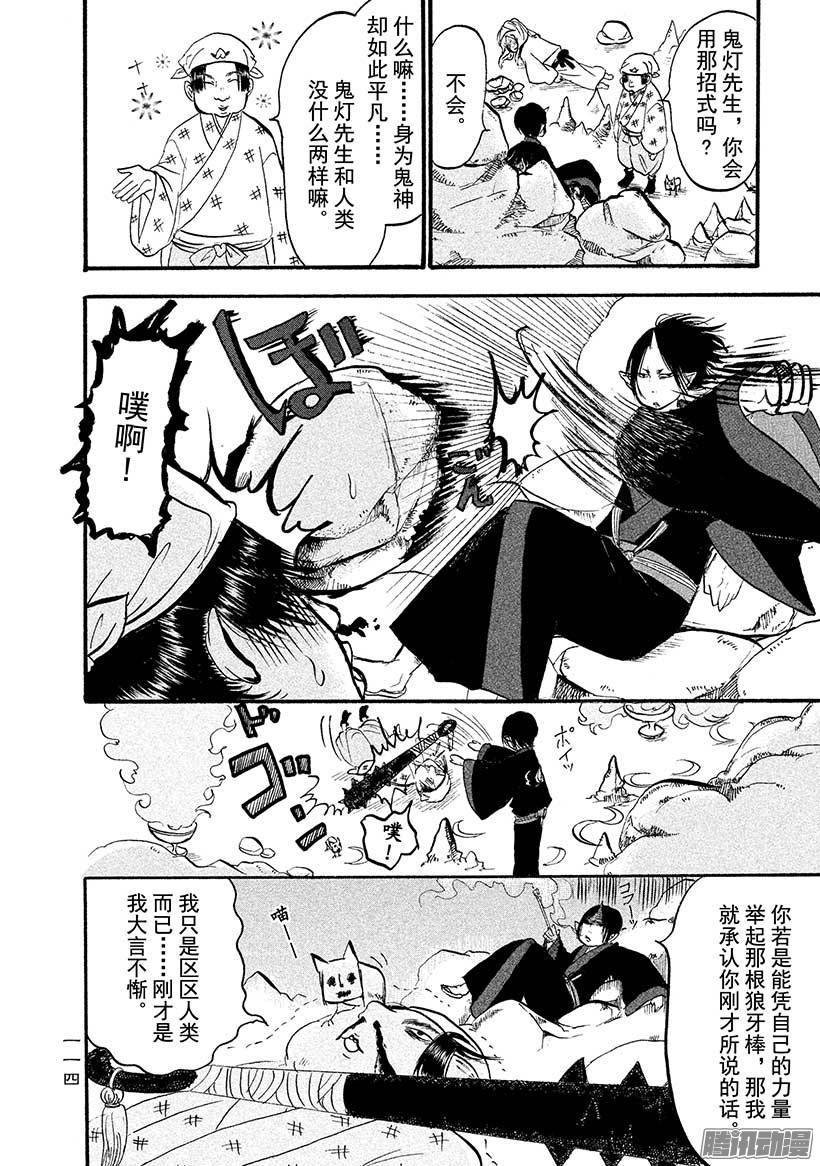 鬼灯先生，你会
用那招式吗？
不会。
什么嘛……身为鬼神
却如此平凡……
鬼灯先生和人类
没什么两样嘛。
ぼ
ばん
噗啊！
ポイッ
ドゴン
噗！
你若是能凭自己的力量
举起那根狼牙棒，那我
就承认你刚才所说的话。
喵——
我只是区区人类
而已……刚才是
我大言不惭。
一一四
腾讯动漫